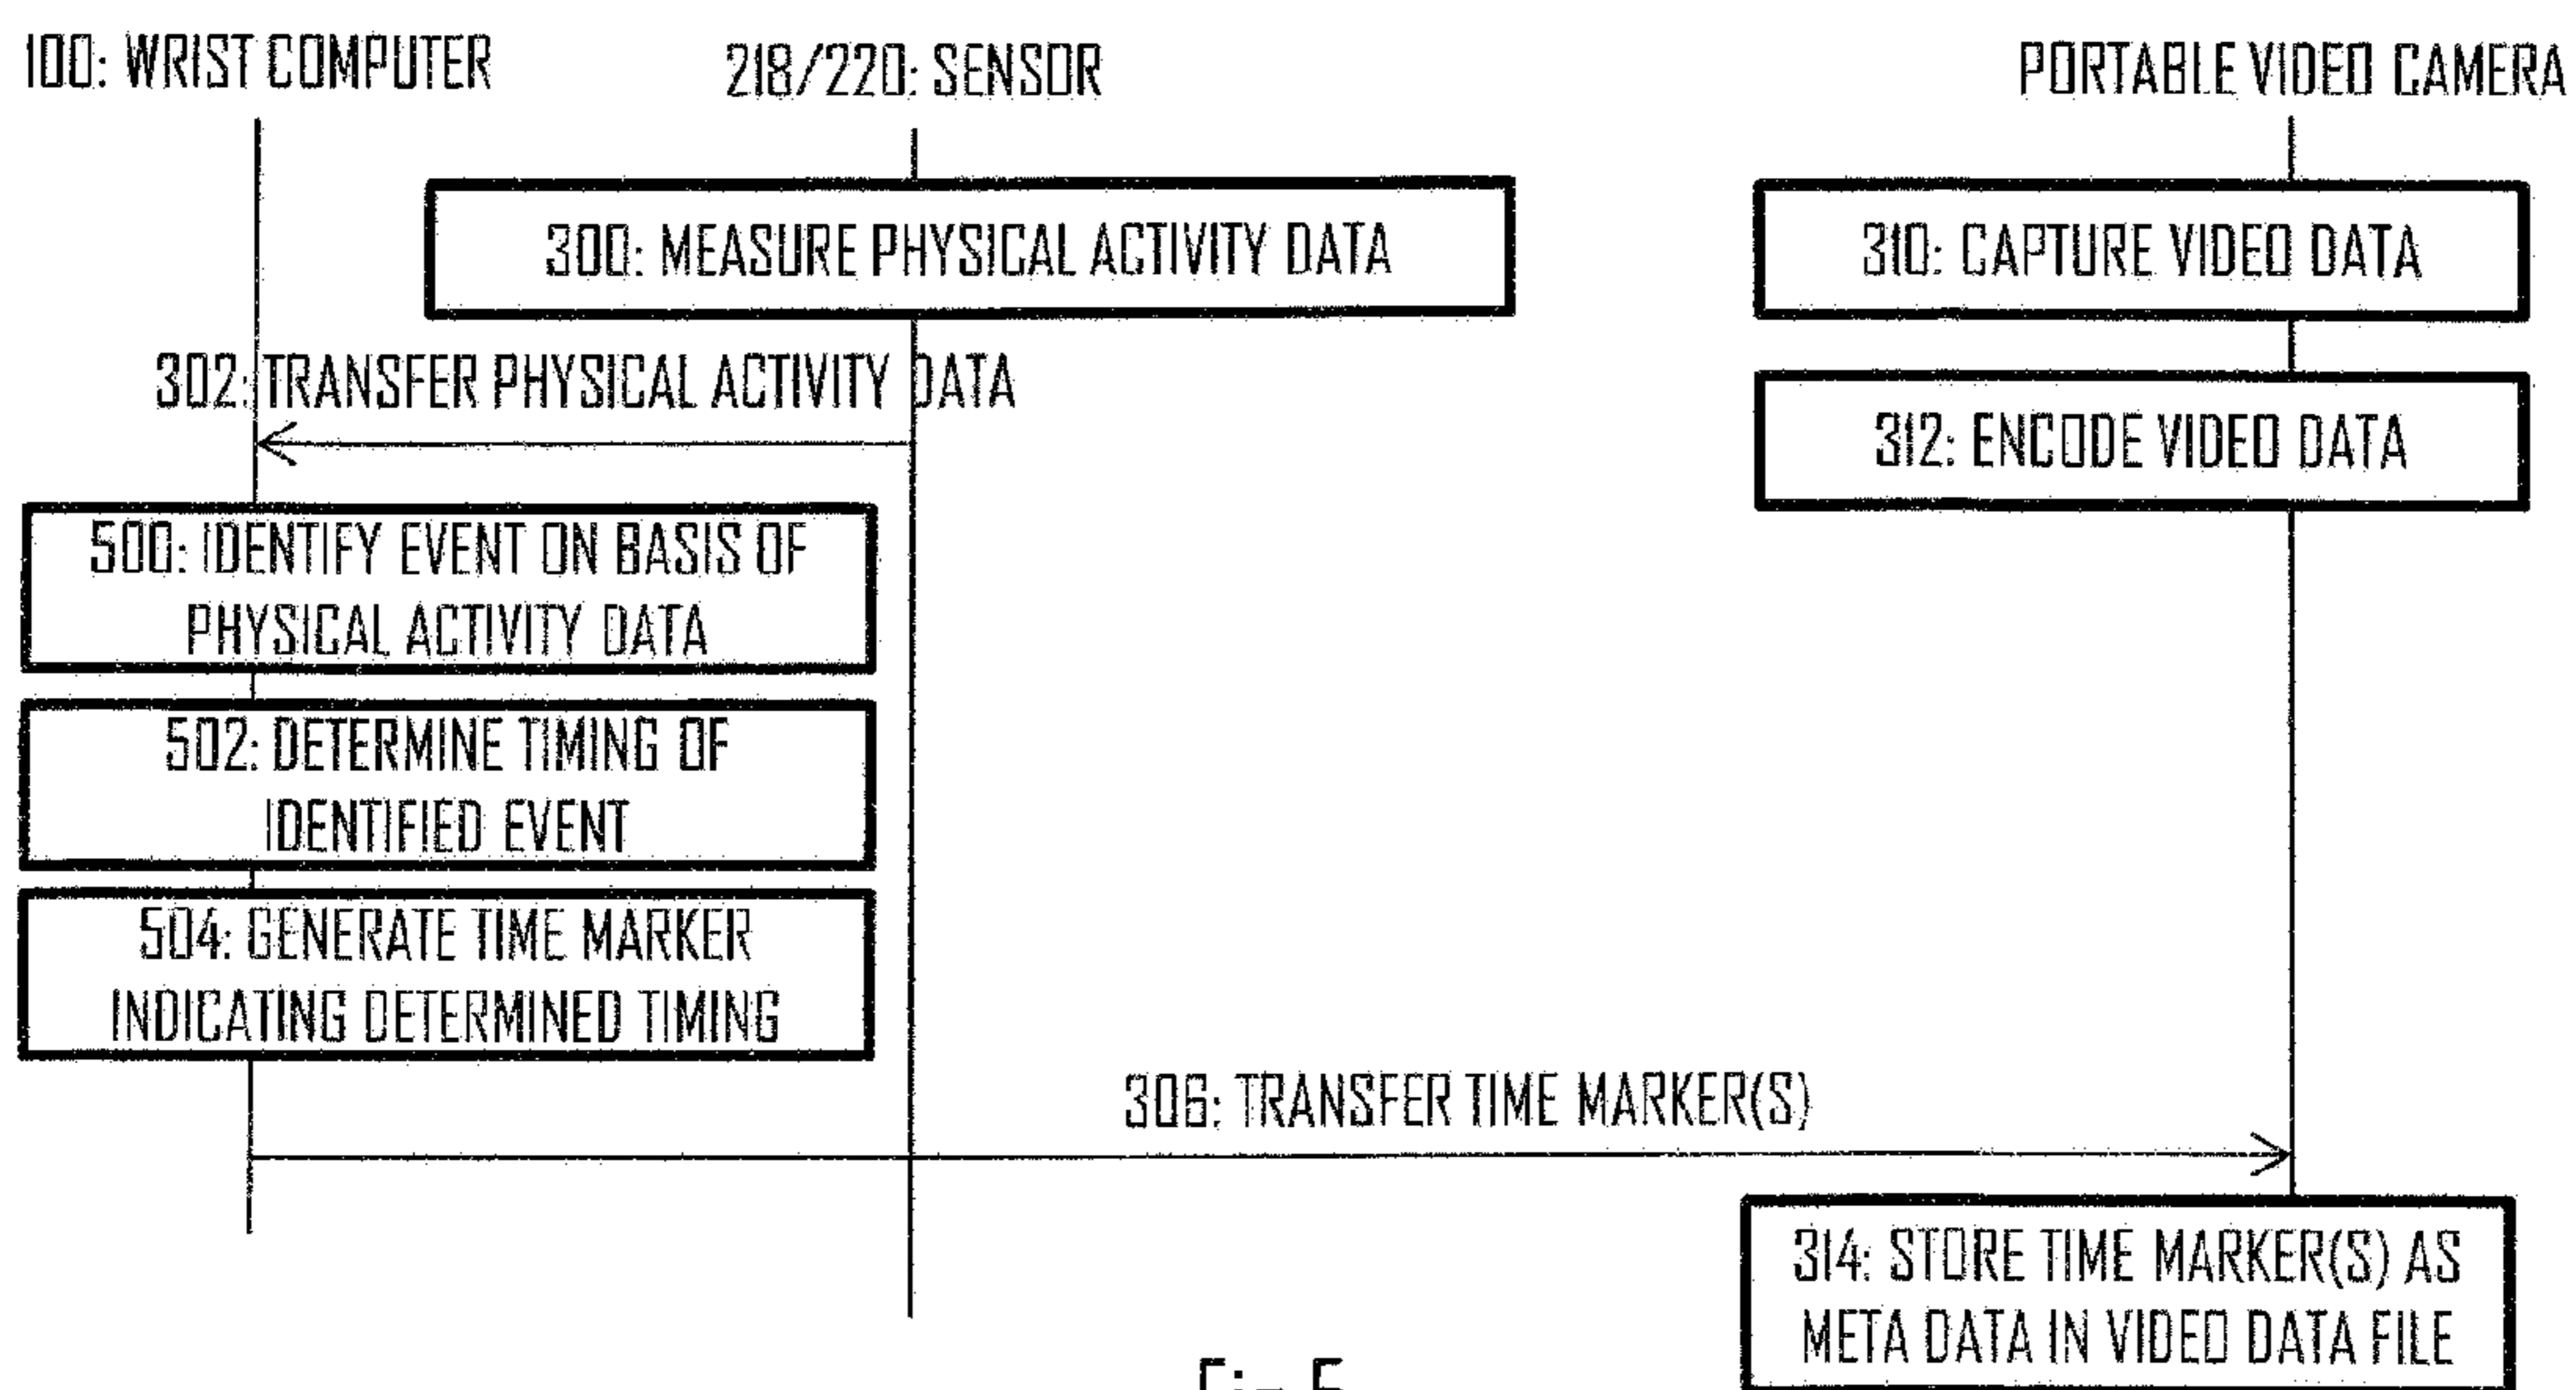 100: WRIST COMPUTER
218/220: SENSOR
PORTABLE VIDEO CAMERA
300: MEASURE PHYSICAL ACTIVITY DATA
310: CAPTURE VIDEO DATA
302: TRANSFER PHYSICAL ACTIVITY DATA
312: ENCODE VIDEO DATA
500: IDENTIFY EVENT ON BASIS OF
PHYSICAL ACTIVITY DATA
502: DETERMINE TIMING OF
IDENTIFIED EVENT
504: GENERATE TIME MARKER
INDICATING DETERMINED TIMING
306: TRANSFER TIME MARKER(S)
314: STORE TIME MARKER(S) AS
META DATA IN VIDEO DATA FILE